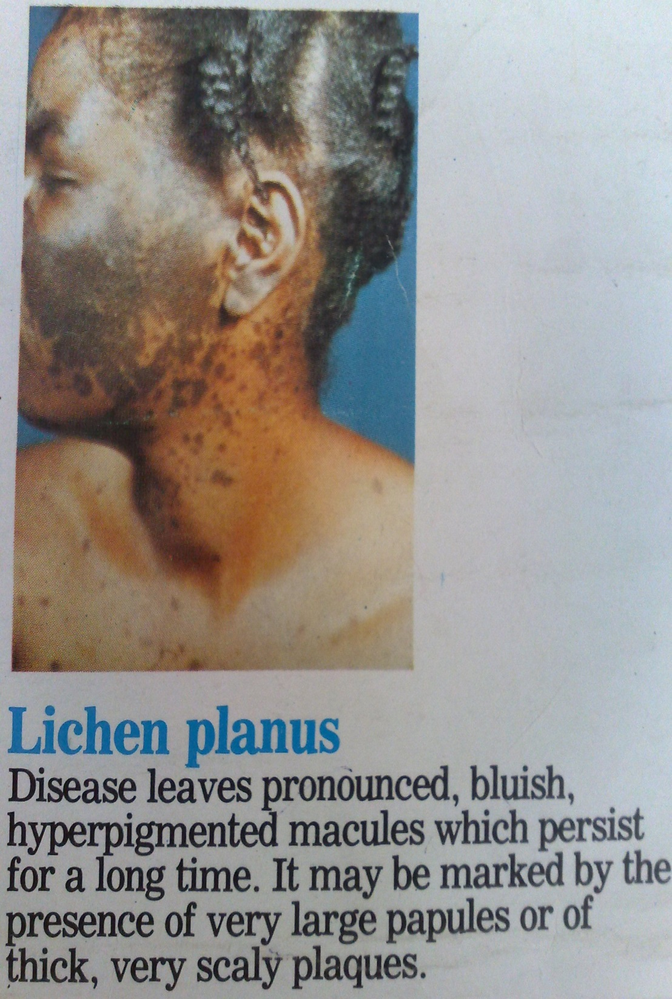 Lichen planus
Disease leaves pronounced, bluish,
hyperpigmented macules which persist
for a long time. It may be marked by the
presence of very large papules or of
thick, very scaly plaques.